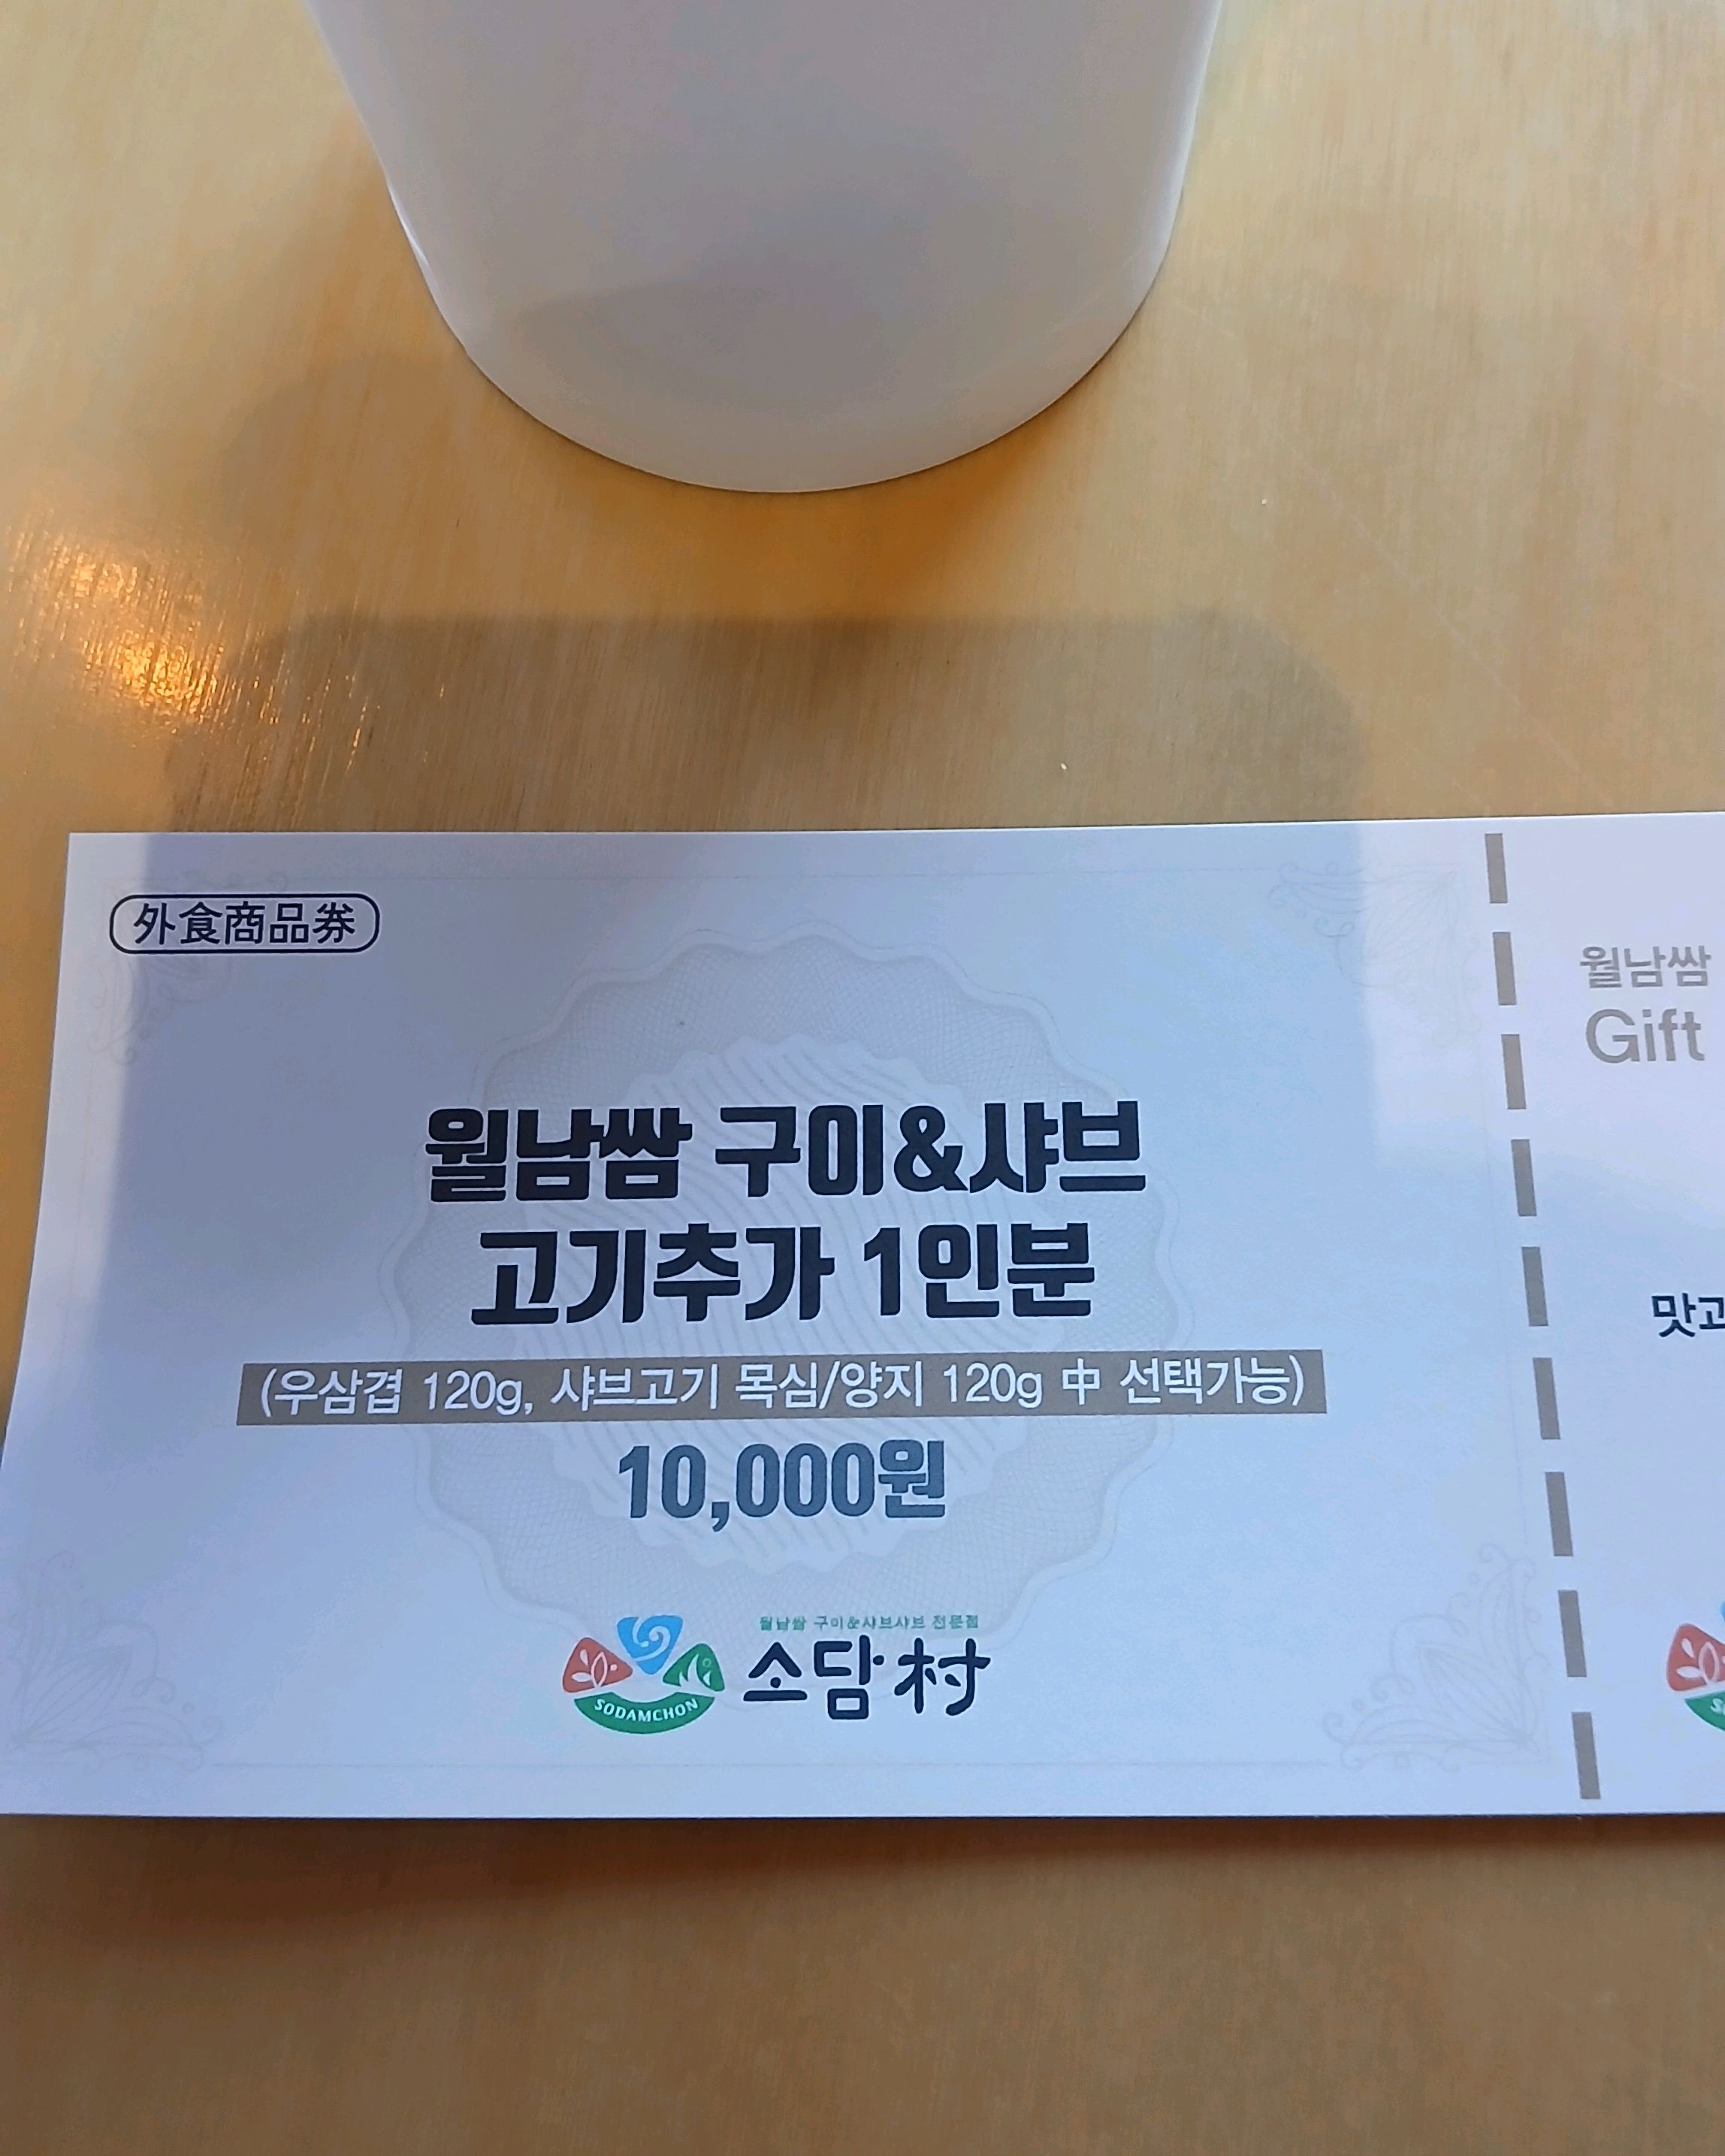 外食商品券
월남쌈 구이&샤브
고기추가 1인분
(우삼겹 120g, 샤브고기 목심/양지 120g 中 선택가능)
10,000원
월남쌈 구이&샤브샤브 전문점
소담村
SODAMCHON
월남쌈
Gift
맛과